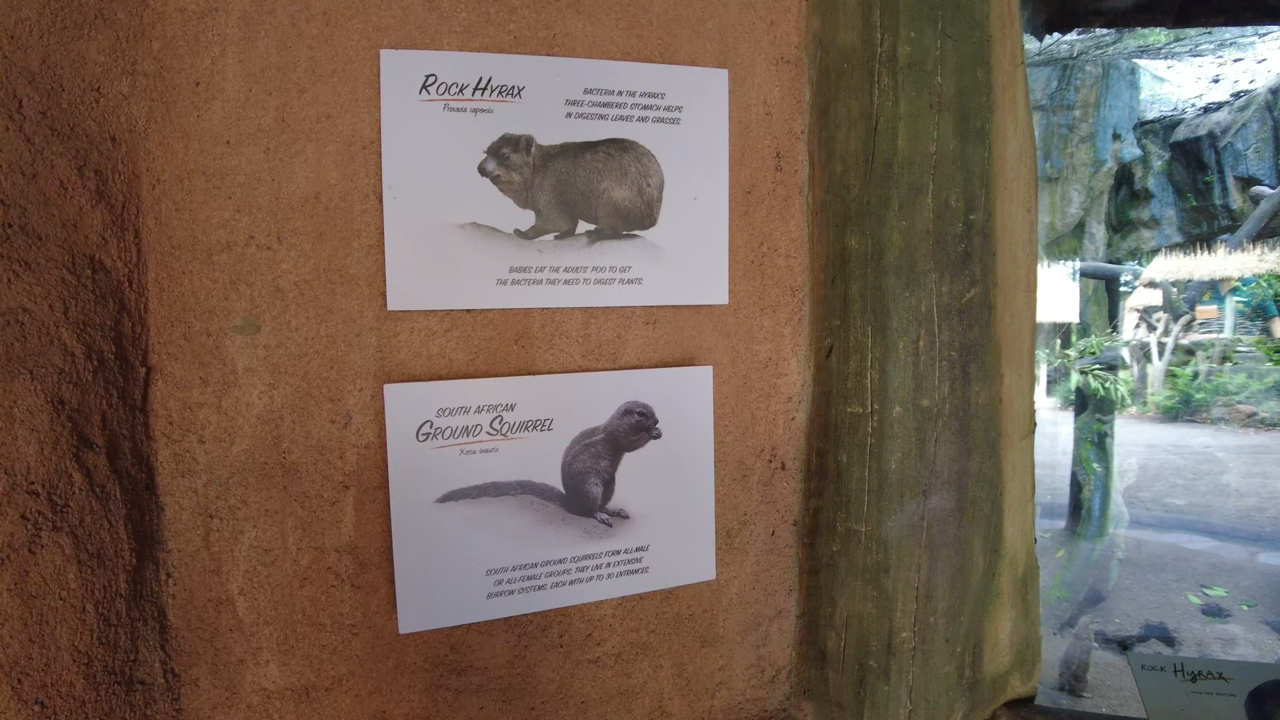 ROCK HYRAX
Procavia capensis
BACTERIA IN THE HYRAX'S
THREE-CHAMBERED STOMACH HELPS
IN DIGESTING LEAVES AND GRASSES.
BABIES EAT THE ADULTS' POO TO GET
THE BACTERIA THEY NEED TO DIGEST PLANTS.
SOUTH AFRICAN
GROUND SQUIRREL
Xerus inauris
SOUTH AFRICAN GROUND SQUIRRELS FORM ALL-MALE
OR ALL-FEMALE GROUPS. THEY LIVE IN EXTENSIVE
BURROW SYSTEMS, EACH WITH UP TO 30 ENTRANCES.
ROCK HYRAX